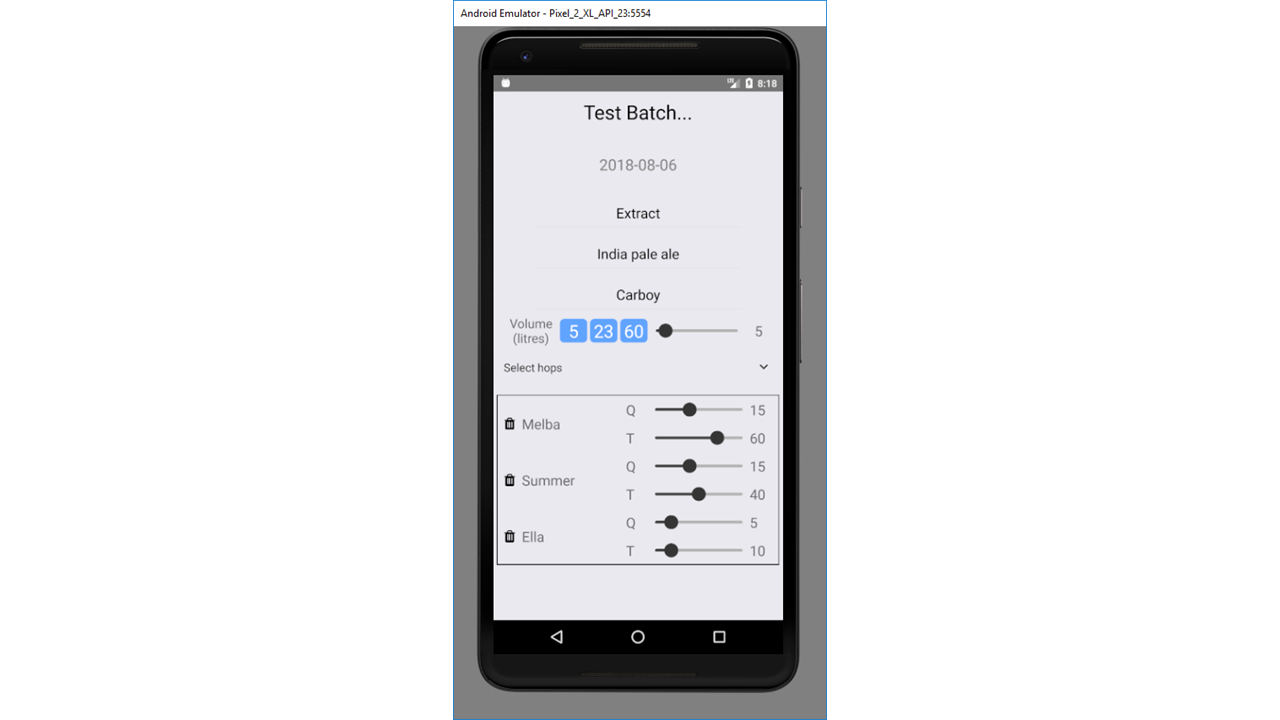 Android Emulator - Pixel_2_XL_API_23:5554
LTE 8:18
Test Batch...
2018-08-06
Extract
India pale ale
Carboy
Volume (litres) 5 23 60 5
Select hops
Melba
Q 15
T 60
Summer
Q 15
T 40
Ella
Q 5
T 10